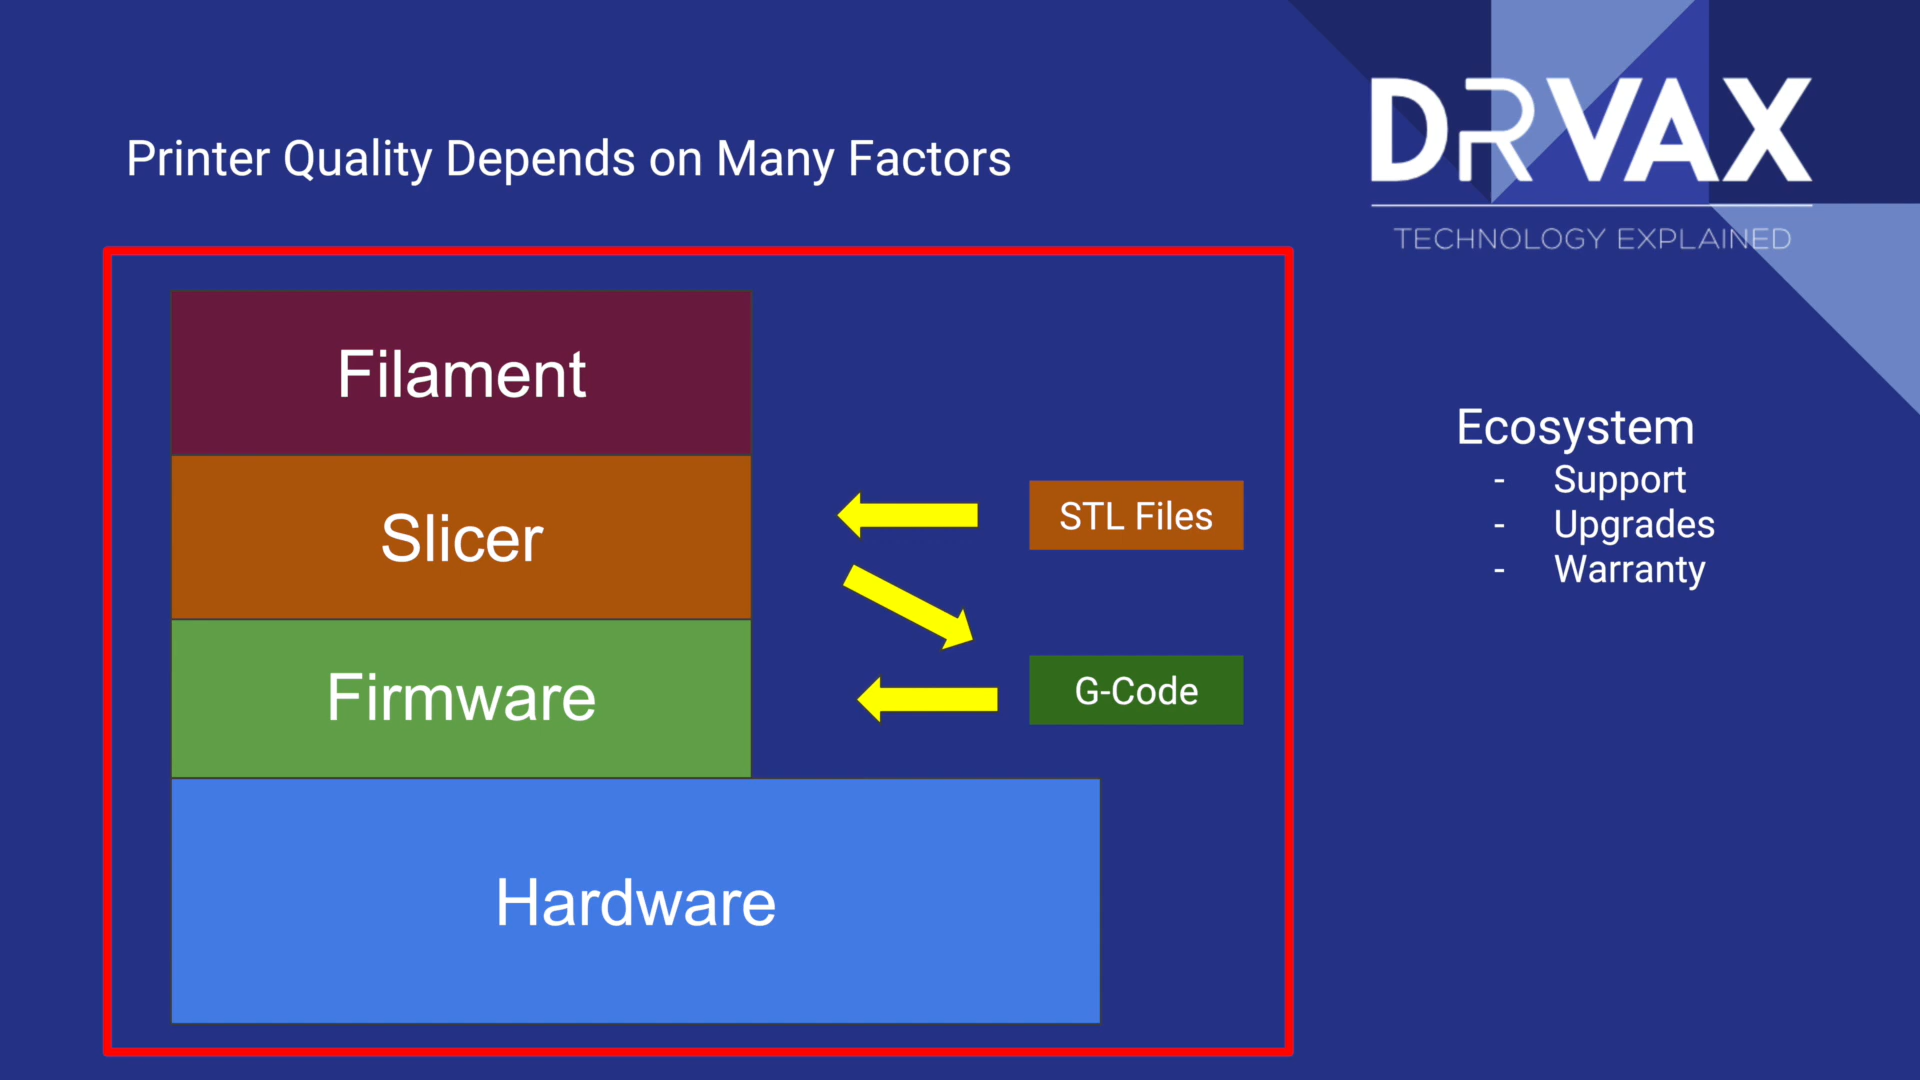 DRVAX
TECHNOLOGY EXPLAINED
Printer Quality Depends on Many Factors
Filament
Slicer
Firmware
Hardware
STL Files
G-Code
Ecosystem
- Support
- Upgrades
- Warranty